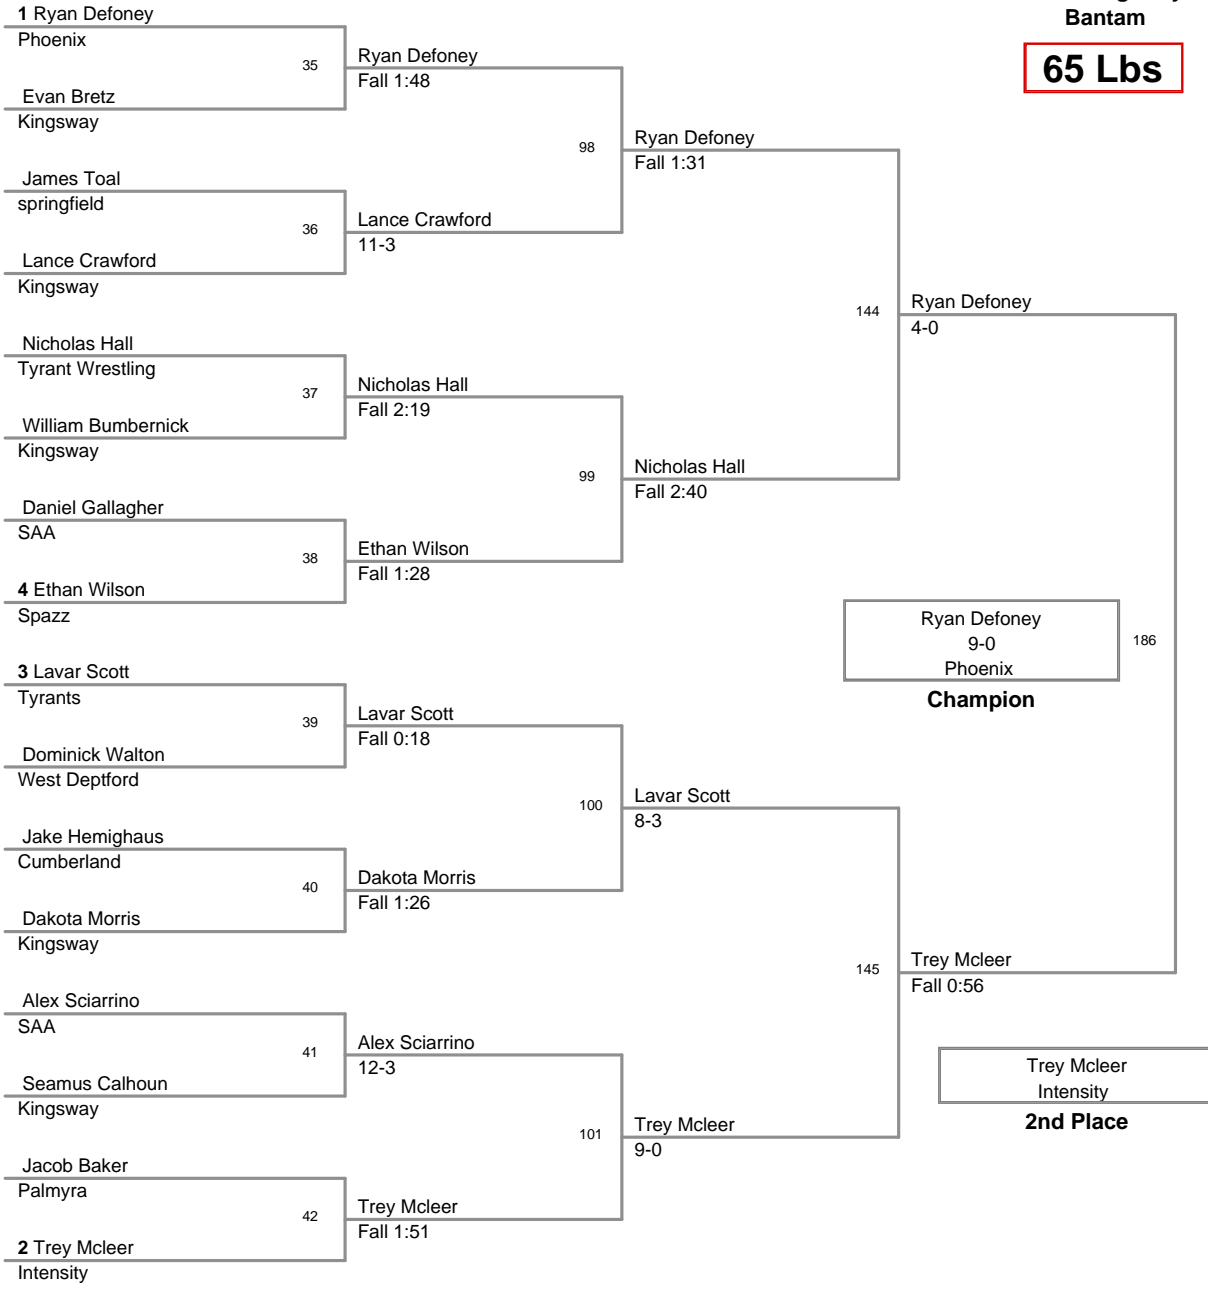 Bantam
65 Lbs
1 Ryan Defoney
Phoenix
35
Evan Bretz
Kingsway
James Toal
springfield
36
Lance Crawford
Kingsway
Nicholas Hall
Tyrant Wrestling
37
William Bumbernick
Kingsway
Daniel Gallagher
SAA
38
4 Ethan Wilson
Spazz
3 Lavar Scott
Tyrants
39
Dominick Walton
West Deptford
Jake Hemighaus
Cumberland
40
Dakota Morris
Kingsway
Alex Sciarrino
SAA
41
Seamus Calhoun
Kingsway
Jacob Baker
Palmyra
42
2 Trey Mcleer
Intensity
Ryan Defoney
Fall 1:48
98
Lance Crawford
11-3
Nicholas Hall
Fall 2:19
99
Ethan Wilson
Fall 1:28
Lavar Scott
Fall 0:18
100
Dakota Morris
Fall 1:26
Alex Sciarrino
12-3
101
Trey Mcleer
Fall 1:51
Ryan Defoney
Fall 1:31
144
Nicholas Hall
Fall 2:40
Lavar Scott
8-3
145
Trey Mcleer
9-0
Ryan Defoney
4-0
186
Trey Mcleer
Fall 0:56
Ryan Defoney
9-0
Phoenix
Champion
Trey Mcleer
Intensity
2nd Place